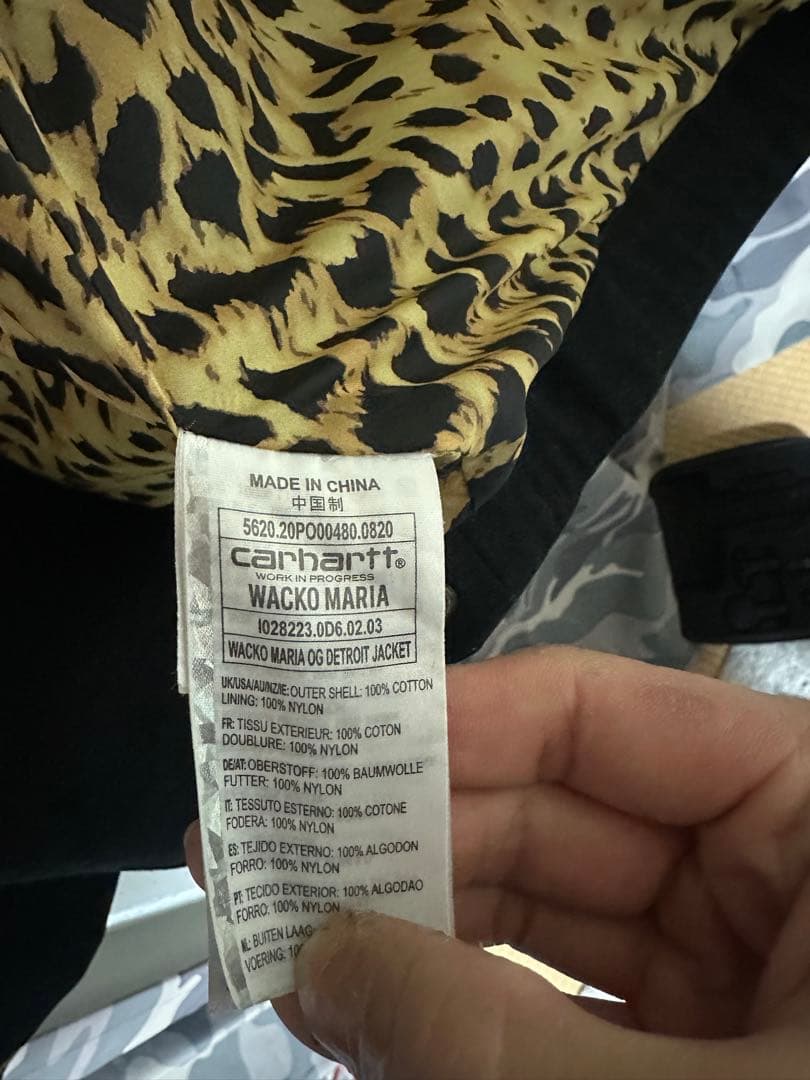 MADE IN CHINA
中国制
5620.20PO00480.0820
carhartt®
WORK IN PROGRESS
WACKO MARIA
I028223.0D6.02.03
WACKO MARIA OG DETROIT JACKET
UK/USA/AU/NZ/IE: OUTER SHELL: 100% COTTON
LINING: 100% NYLON
FR: TISSU EXTERIEUR: 100% COTON
DOUBLURE: 100% NYLON
DE/AT: OBERSTOFF: 100% BAUMWOLLE
FUTTER: 100% NYLON
IT: TESSUTO ESTERNO: 100% COTONE
FODERA: 100% NYLON
ES: TEJIDO EXTERNO: 100% ALGODON
FORRO: 100% NYLON
PT: TECIDO EXTERIOR: 100% ALGODAO
FORRO: 100% NYLON
NL: BUITEN LAAG
VOERING: